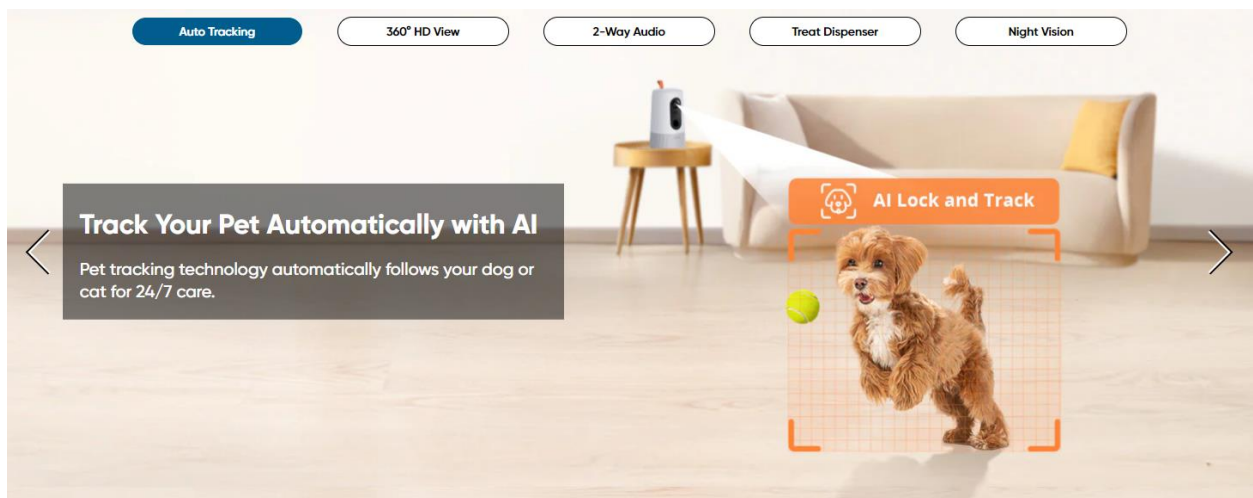 Auto Tracking
360° HD View
2-Way Audio
Treat Dispenser
Night Vision
AI Lock and Track
Track Your Pet Automatically with AI
Pet tracking technology automatically follows your dog or
cat for 24/7 care.